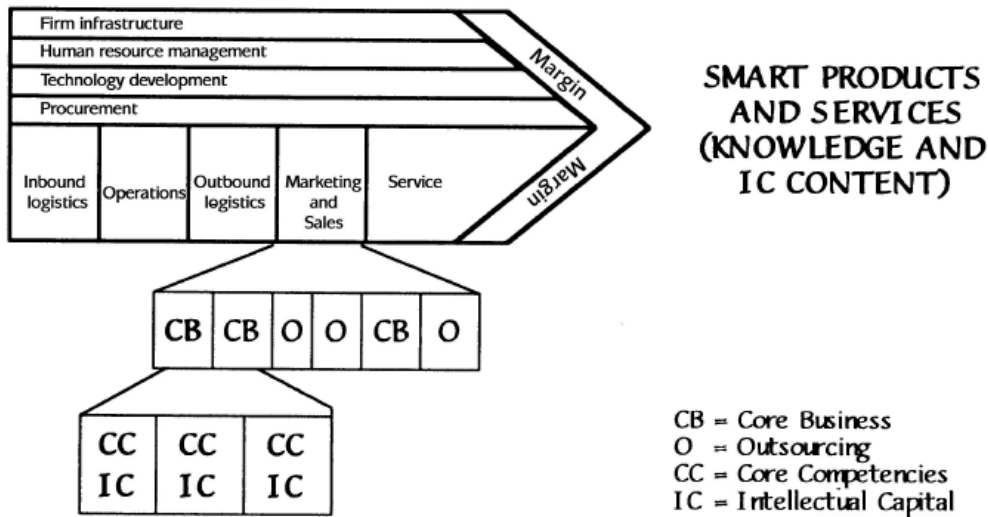 Firm infrastructure
Human resource management
Technology development
Procurement
Margin
Margin
Inbound
logistics
Operations
Outbound
logistics
Marketing
and
Sales
Service
SMART PRODUCTS
AND SERVICES
(KNOWLEDGE AND
IC CONTENT)
CB CB O O CB O
CC CC CC
IC IC IC
CB = Core Business
O = Outsourcing
CC = Core Competencies
IC = Intellectual Capital